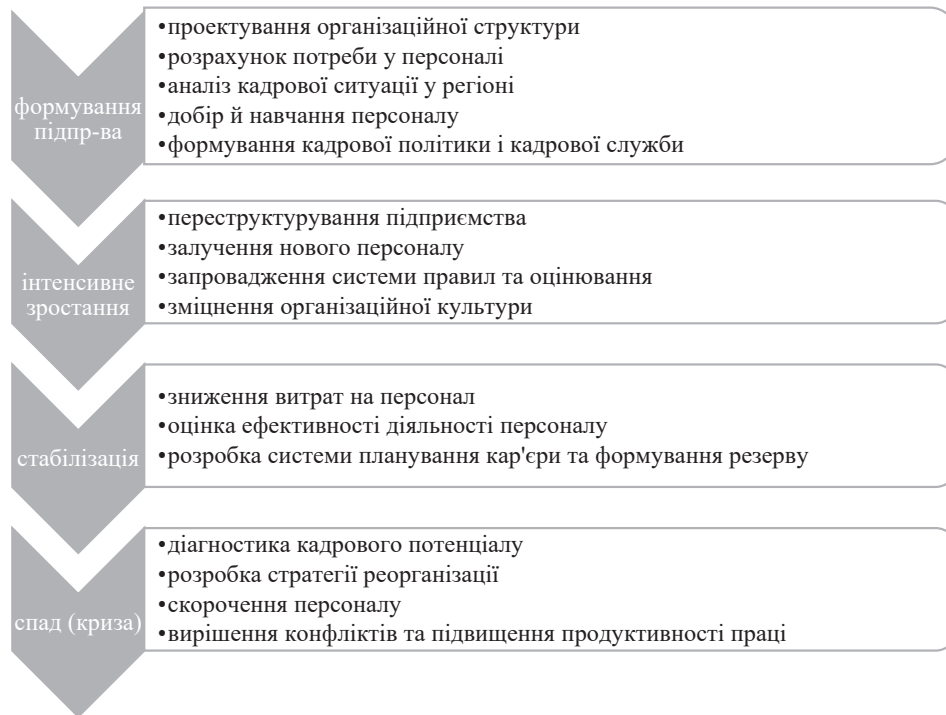 формування
підпр-ва
•проектування організаційної структури
•розрахунок потреби у персоналі
•аналіз кадрової ситуації у регіоні
•добір й навчання персоналу
•формування кадрової політики і кадрової служби
інтенсивне
зростання
•переструктурування підприємства
•залучення нового персоналу
•запровадження системи правил та оцінювання
•зміцнення організаційної культури
стабілізація
•зниження витрат на персонал
•оцінка ефективності діяльності персоналу
•розробка системи планування кар'єри та формування резерву
спад (криза)
•діагностика кадрового потенціалу
•розробка стратегії реорганізації
•скорочення персоналу
•вирішення конфліктів та підвищення продуктивності праці